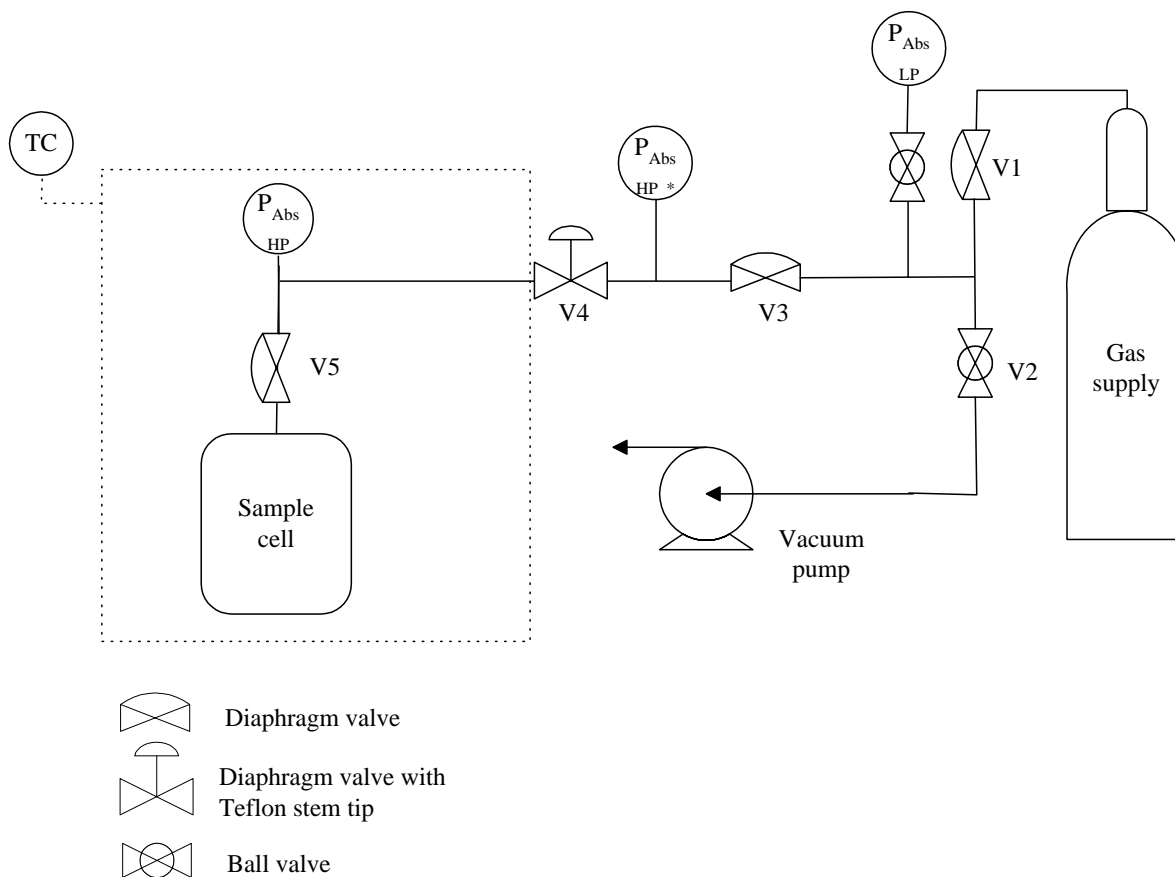 P Abs
LP
TC
P Abs
HP *
V1
P Abs
HP
V4
V3
V5
V2
Gas
supply
Sample
cell
Vacuum
pump
Diaphragm valve
Diaphragm valve with
Teflon stem tip
Ball valve